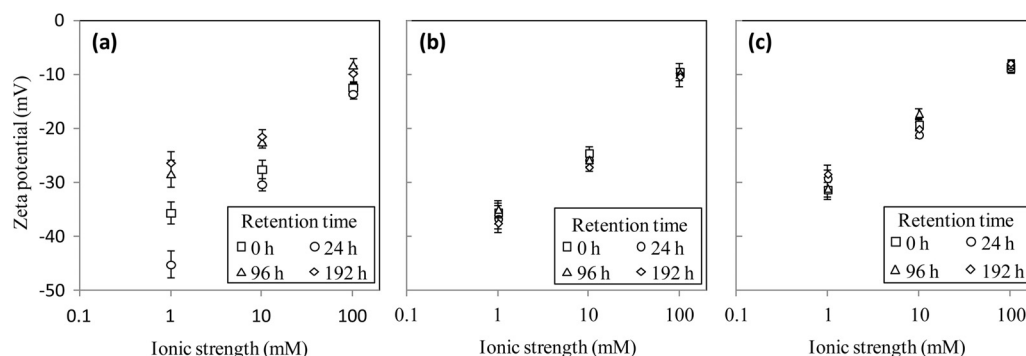 (a)
(b)
(c)
Zeta potential (mV)
0
-10
-20
-30
-40
-50
Retention time
0 h
24 h
96 h
192 h
Retention time
0 h
24 h
96 h
192 h
Retention time
0 h
24 h
96 h
192 h
0.1 1 10 100
0.1 1 10 100
0.1 1 10 100
Ionic strength (mM)
Ionic strength (mM)
Ionic strength (mM)